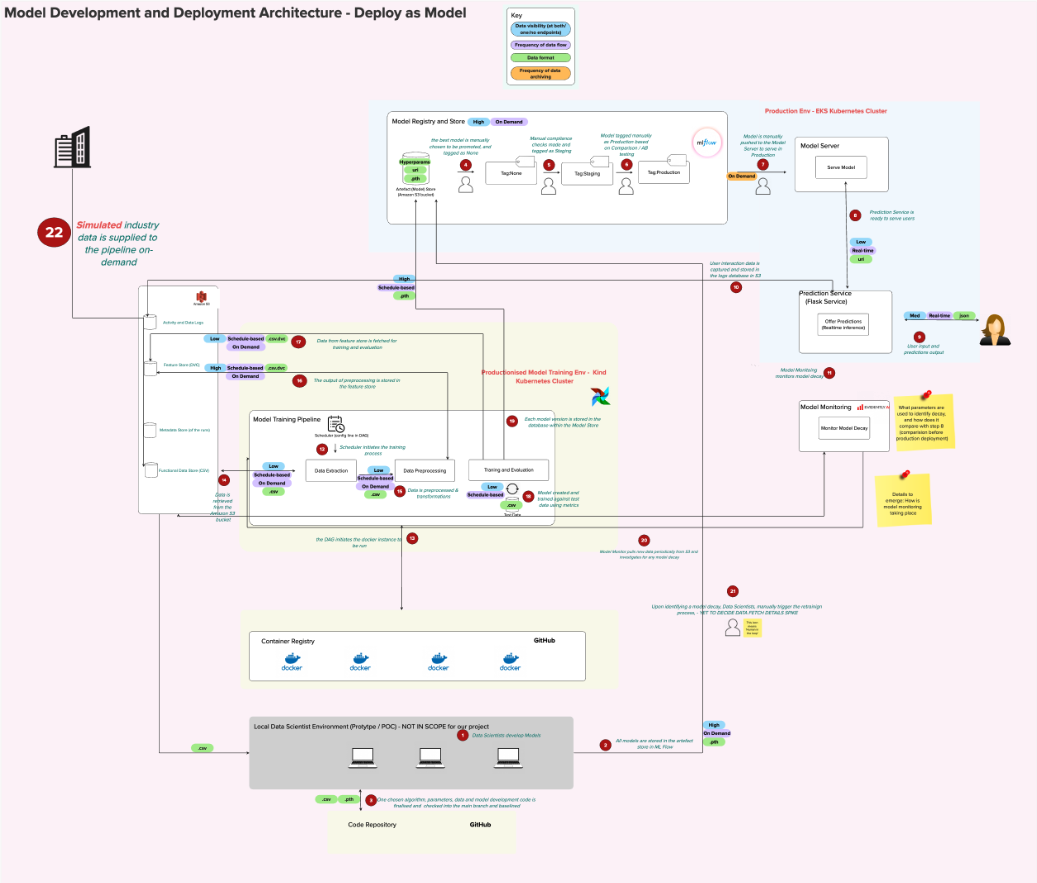 Model Development and Deployment Architecture - Deploy as Model
Key
Data visibility (at both/
one/no endpoints)
Frequency of data flow
Data format
Frequency of data
archiving
Production Env - EKS Kubernetes Cluster
Model Registry and Store
High
On Demand
the best model is manually
chosen to be promoted, and
tagged as None.
Manual compliance
checks made and
tagged as Staging
Model tagged manually
as Production based
on Comparison / AB
testing
mlflow
Model is manually
pushed to the Model
Server to serve in
Production
Model Server
Serve Model
Hyperparams
url
.pth
Artefact (Model) Store
(Amazon S3 bucket)
4
Tag:None
5
Tag:Staging
6
Tag:Production
7
On Demand
8
Prediction Service is
ready to serve users
Low
Real-time
url
22
Simulated industry
data is supplied to
the pipeline on-
demand
User interaction data is
captured and stored in
the logs database in S3
10
High
Schedule-based
.pth
Amazon S3
Prediction Service
(Flask Service)
Offer Predictions
(Realtime inference)
Med
Real-time
json
9
User input and
predictions output
Activity and Data Logs
Low
Schedule-based
.csv.dvc
On Demand
17
Data from feature store is fetched for
training and evaluation
Feature Store (DVC)
High
Schedule-based
.csv.dvc
On Demand
16
The output of preprocessing is stored in
the feature store
Productionised Model Training Env - Kind
Kubernetes Cluster
Model Monitoring
monitors model decay
11
Model Monitoring
Monitor Model Decay
What parameters are
used to identify decay,
and how does it
compare with step 8
(comparison before
production deployment)
Model Training Pipeline
Scheduler (config line in DAG)
19
Each model version is stored in the
database within the Model Store
12
Scheduler initiates the training
process
Functional Data Store (CSV)
14
Data is
retrieved
from the
Amazon S3
bucket
Low
Schedule-based
On Demand
.csv
Data Extraction
Low
Schedule-based
On Demand
.csv
Data Preprocessing
15
Data is preprocessed &
transformations
Training and Evaluation
Low
Schedule-based
.csv
Test Data
18
Model created and
trained against test
data using metrics
Details to
emerge: How is
model monitoring
taking place
the DAG initiates the docker instance to
be run
13
20
Model Monitor pulls new data periodically from S3 and
investigates for any model decay
21
Upon identifying a model decay, Data Scientists, manually trigger the retraining
process, - YET TO DECIDE DATA FETCH DETAILS SPIKE
Container Registry
GitHub
docker
docker
docker
docker
Local Data Scientist Environment (Protytpe / POC) - NOT IN SCOPE for our project
1
Data Scientists develop Models
.csv
2
All models are stored in the artefact
store in ML Flow
High
On Demand
.pth
.csv
.pth
3
One chosen algorithm, parameters, data and model development code is
finalised and checked into the main branch and baselined
Code Repository
GitHub